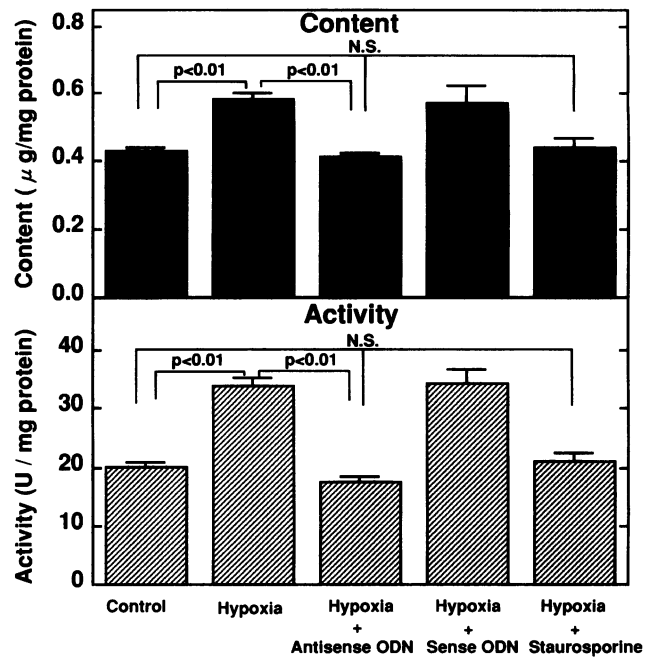 Content
N.S.
p<0.01 p<0.01
Content ( μ g/mg protein)
0.8
0.6
0.4
0.2
0.0
Activity
N.S.
p<0.01 p<0.01
Activity (U / mg protein)
40
30
20
10
0
Control Hypoxia Hypoxia Hypoxia Hypoxia
+ + +
Antisense ODN Sense ODN Staurosporine